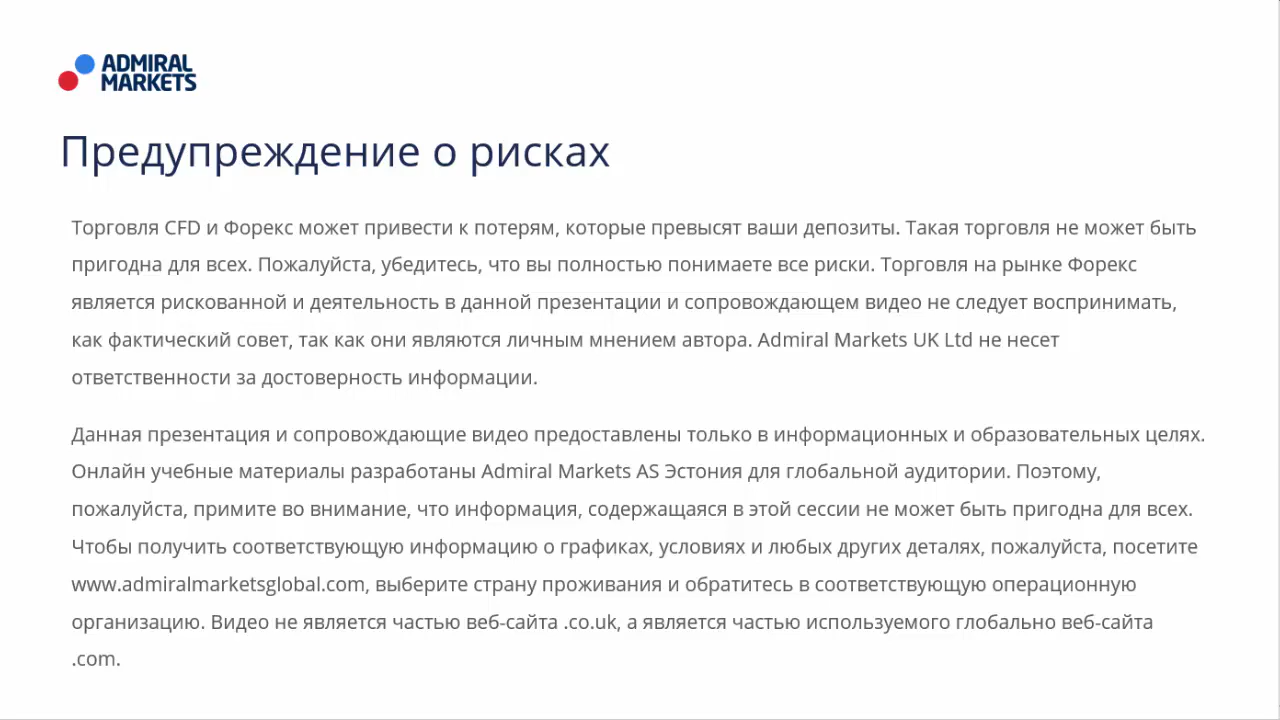 ADMIRAL
MARKETS
Предупреждение о рисках
Торговля CFD и Форекс может привести к потерям, которые превысят ваши депозиты. Такая торговля не может быть
пригодна для всех. Пожалуйста, убедитесь, что вы полностью понимаете все риски. Торговля на рынке Форекс
является рискованной и деятельность в данной презентации и сопровождающем видео не следует воспринимать,
как фактический совет, так как они являются личным мнением автора. Admiral Markets UK Ltd не несет
ответственности за достоверность информации.
Данная презентация и сопровождающие видео предоставлены только в информационных и образовательных целях.
Онлайн учебные материалы разработаны Admiral Markets AS Эстония для глобальной аудитории. Поэтому,
пожалуйста, примите во внимание, что информация, содержащаяся в этой сессии не может быть пригодна для всех.
Чтобы получить соответствующую информацию о графиках, условиях и любых других деталях, пожалуйста, посетите
www.admiralmarketsglobal.com, выберите страну проживания и обратитесь в соответствующую операционную
организацию. Видео не является частью веб-сайта .co.uk, а является частью используемого глобально веб-сайта
.com.